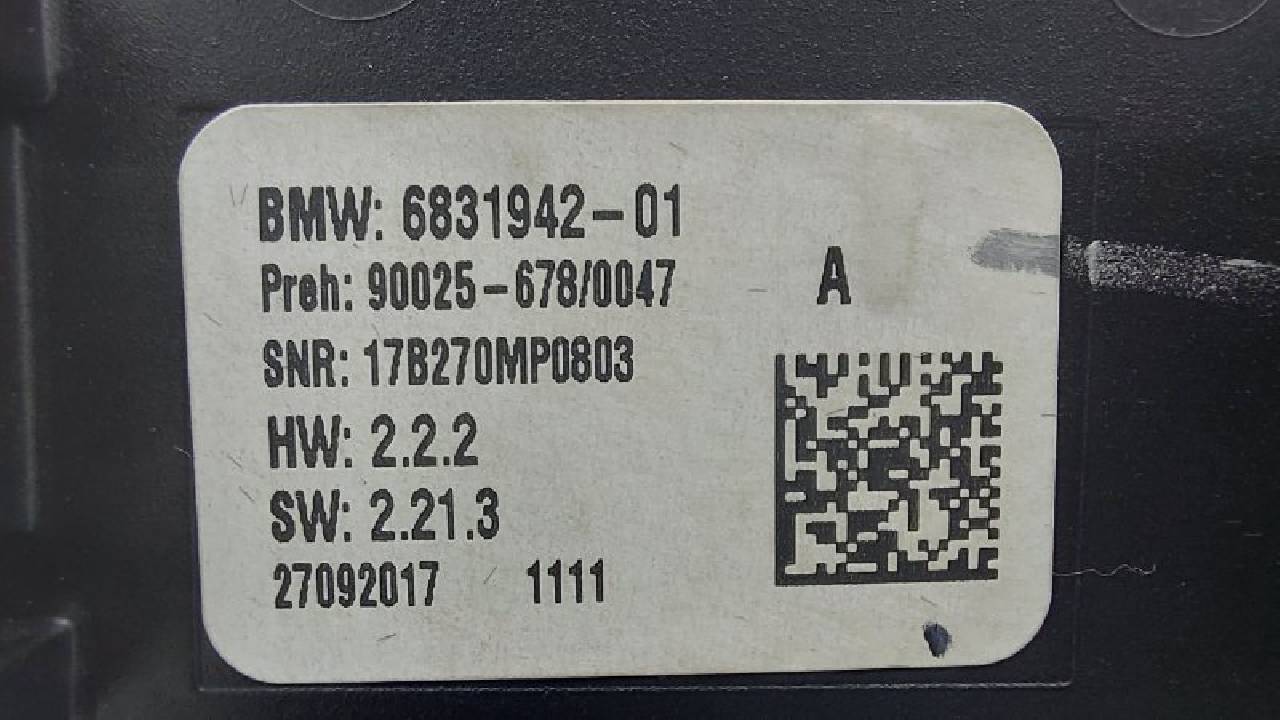 BMW: 6831942-01
Preh: 90025-678/0047
A
SNR: 17B270MP0803
HW: 2.2.2
SW: 2.21.3
27092017 1111